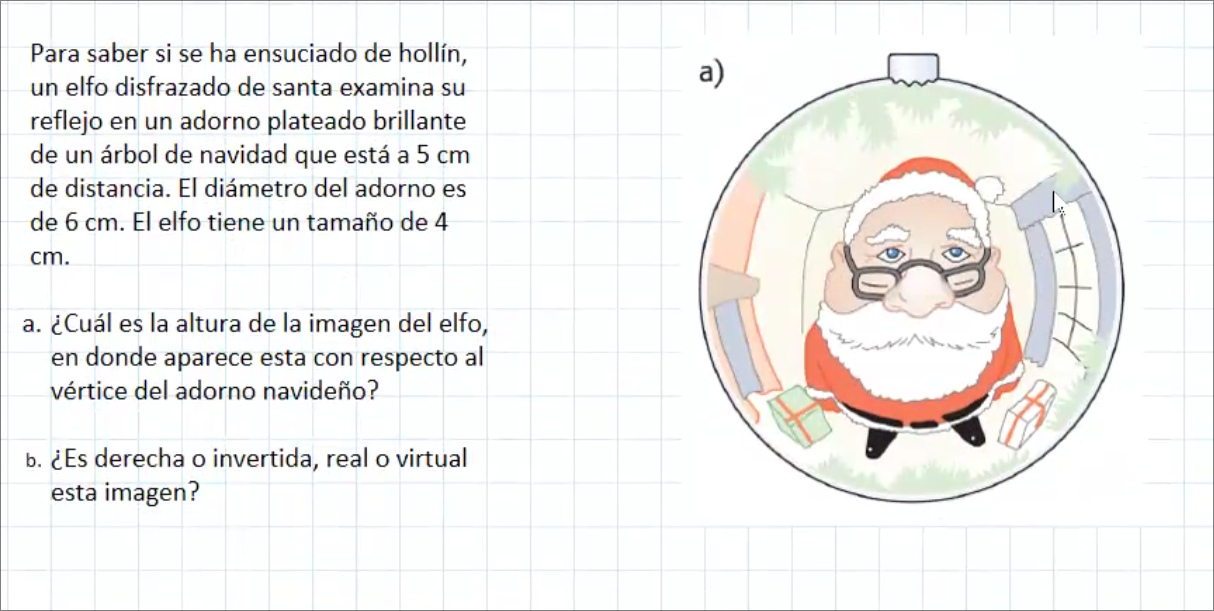 Para saber si se ha ensuciado de hollín,
un elfo disfrazado de santa examina su
reflejo en un adorno plateado brillante
de un árbol de navidad que está a 5 cm
de distancia. El diámetro del adorno es
de 6 cm. El elfo tiene un tamaño de 4
cm.
a. ¿Cuál es la altura de la imagen del elfo,
en donde aparece esta con respecto al
vértice del adorno navideño?
b. ¿Es derecha o invertida, real o virtual
esta imagen?
a)